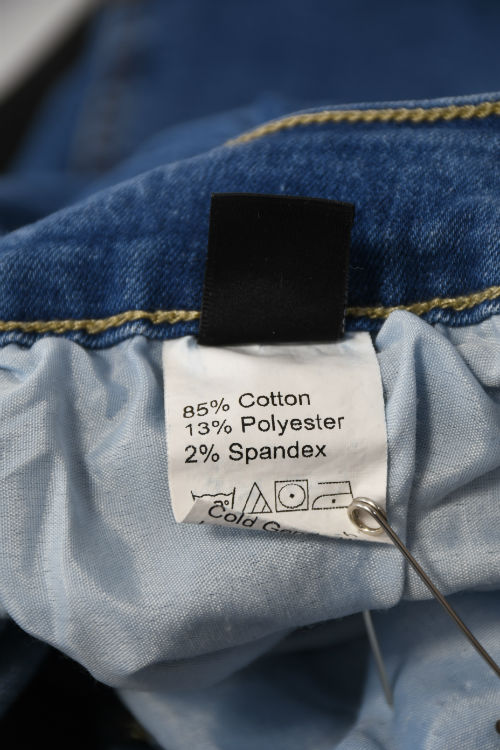 85% Cotton
13% Polyester
2% Spandex
Cold